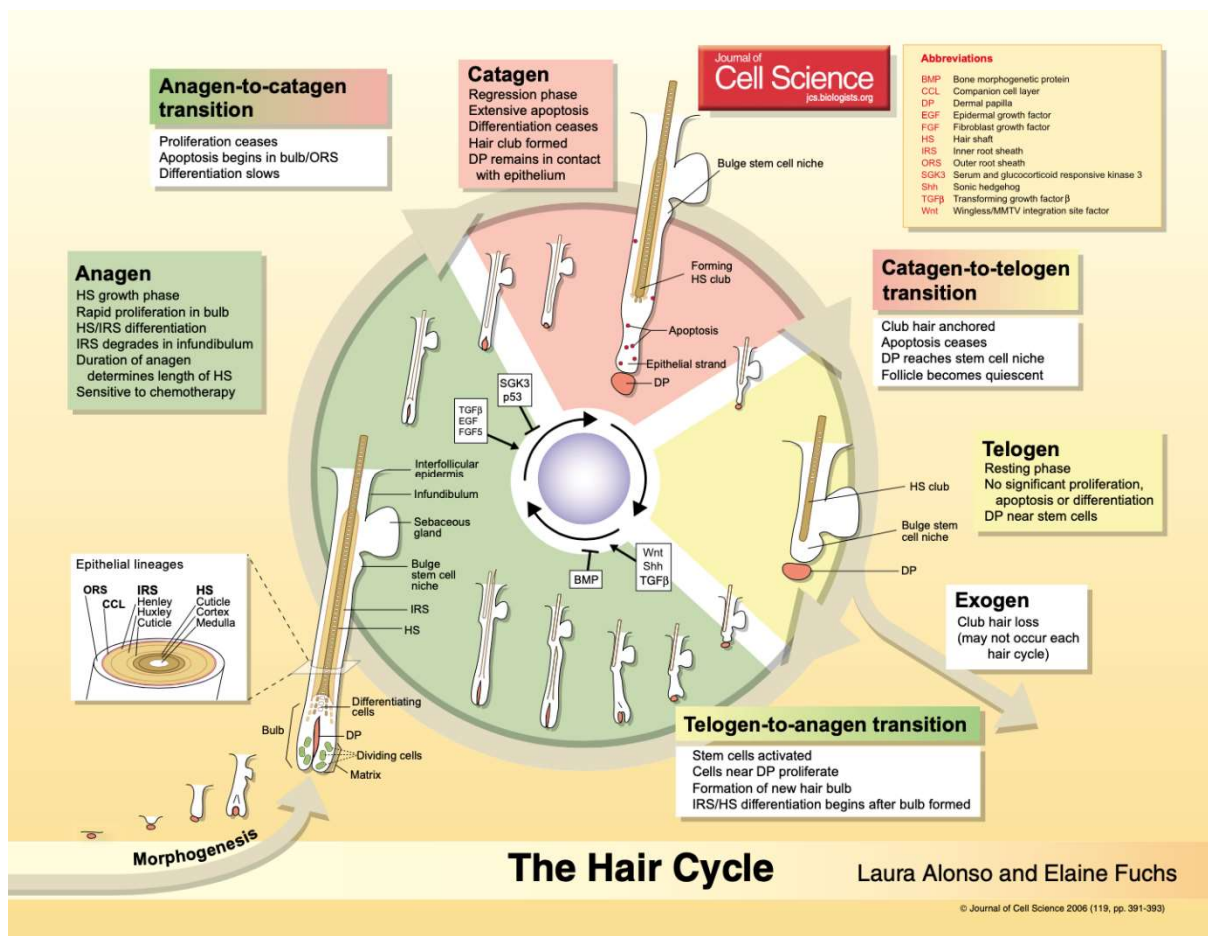 Anagen-to-catagen
transition
Proliferation ceases
Apoptosis begins in bulb/ORS
Differentiation slows
Catagen
Regression phase
Extensive apoptosis
Differentiation ceases
Hair club formed
DP remains in contact
with epithelium
Journal of
Cell Science
jcs.biologists.org
Abbreviations
BMP Bone morphogenetic protein
CCL Companion cell layer
DP Dermal papilla
EGF Epidermal growth factor
FGF Fibroblast growth factor
HS Hair shaft
IRS Inner root sheath
ORS Outer root sheath
SGK3 Serum and glucocorticoid responsive kinase 3
Shh Sonic hedgehog
TGFβ Transforming growth factor β
Wnt Wingless/MMTV integration site factor
Bulge stem cell niche
Forming
HS club
Apoptosis
Epithelial strand
DP
Anagen
HS growth phase
Rapid proliferation in bulb
HS/IRS differentiation
IRS degrades in infundibulum
Duration of anagen
determines length of HS
Sensitive to chemotherapy
Catagen-to-telogen
transition
Club hair anchored
Apoptosis ceases
DP reaches stem cell niche
Follicle becomes quiescent
SGK3
p53
TGFβ
EGF
FGF5
Telogen
Resting phase
No significant proliferation,
apoptosis or differentiation
DP near stem cells
HS club
Bulge stem
cell niche
DP
Interfollicular
epidermis
Infundibulum
Sebaceous
gland
Bulge
stem cell
niche
IRS
HS
Differentiating
cells
DP
Dividing cells
Matrix
Bulb
Wnt
Shh
TGFβ
BMP
Epithelial lineages
ORS
CCL
IRS
Henley
Huxley
Cuticle
HS
Cuticle
Cortex
Medulla
Exogen
Club hair loss
(may not occur each
hair cycle)
Telogen-to-anagen transition
Stem cells activated
Cells near DP proliferate
Formation of new hair bulb
IRS/HS differentiation begins after bulb formed
Morphogenesis
The Hair Cycle
Laura Alonso and Elaine Fuchs
© Journal of Cell Science 2006 (119, pp. 391-393)